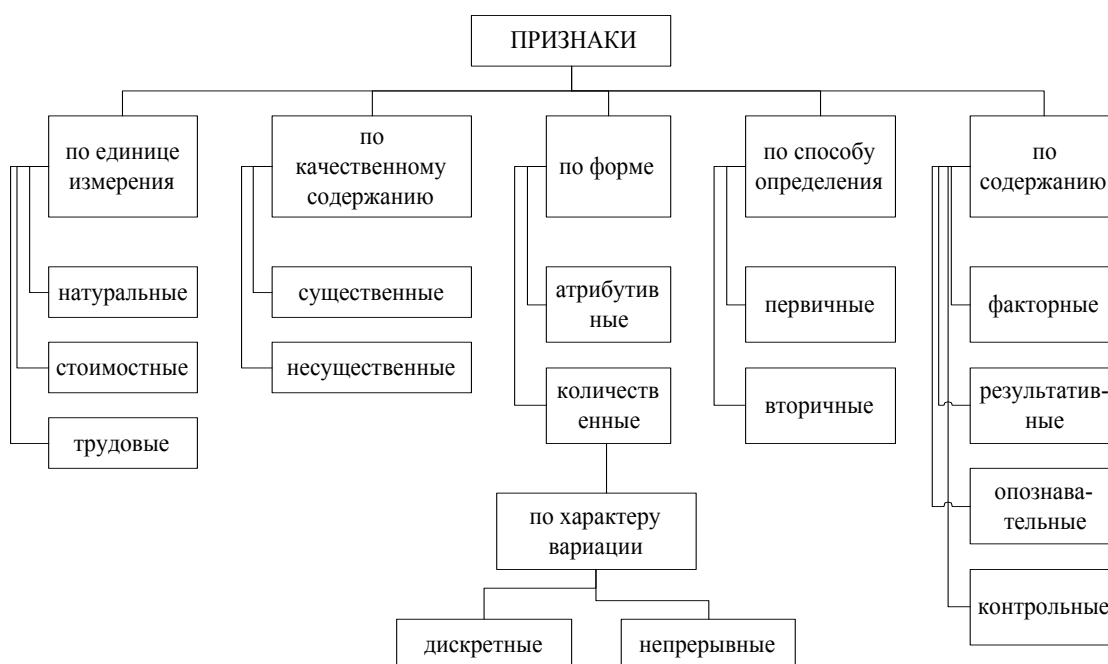 ПРИЗНАКИ
по единице
измерения
по
качественному
содержанию
по форме
по способу
определения
по
содержанию
натуральные
стоимостные
трудовые
существенные
несущественные
атрибутив
ные
количеств
енные
по характеру
вариации
дискретные
непрерывные
первичные
вторичные
факторные
результатив-
ные
опознава-
тельные
контрольные